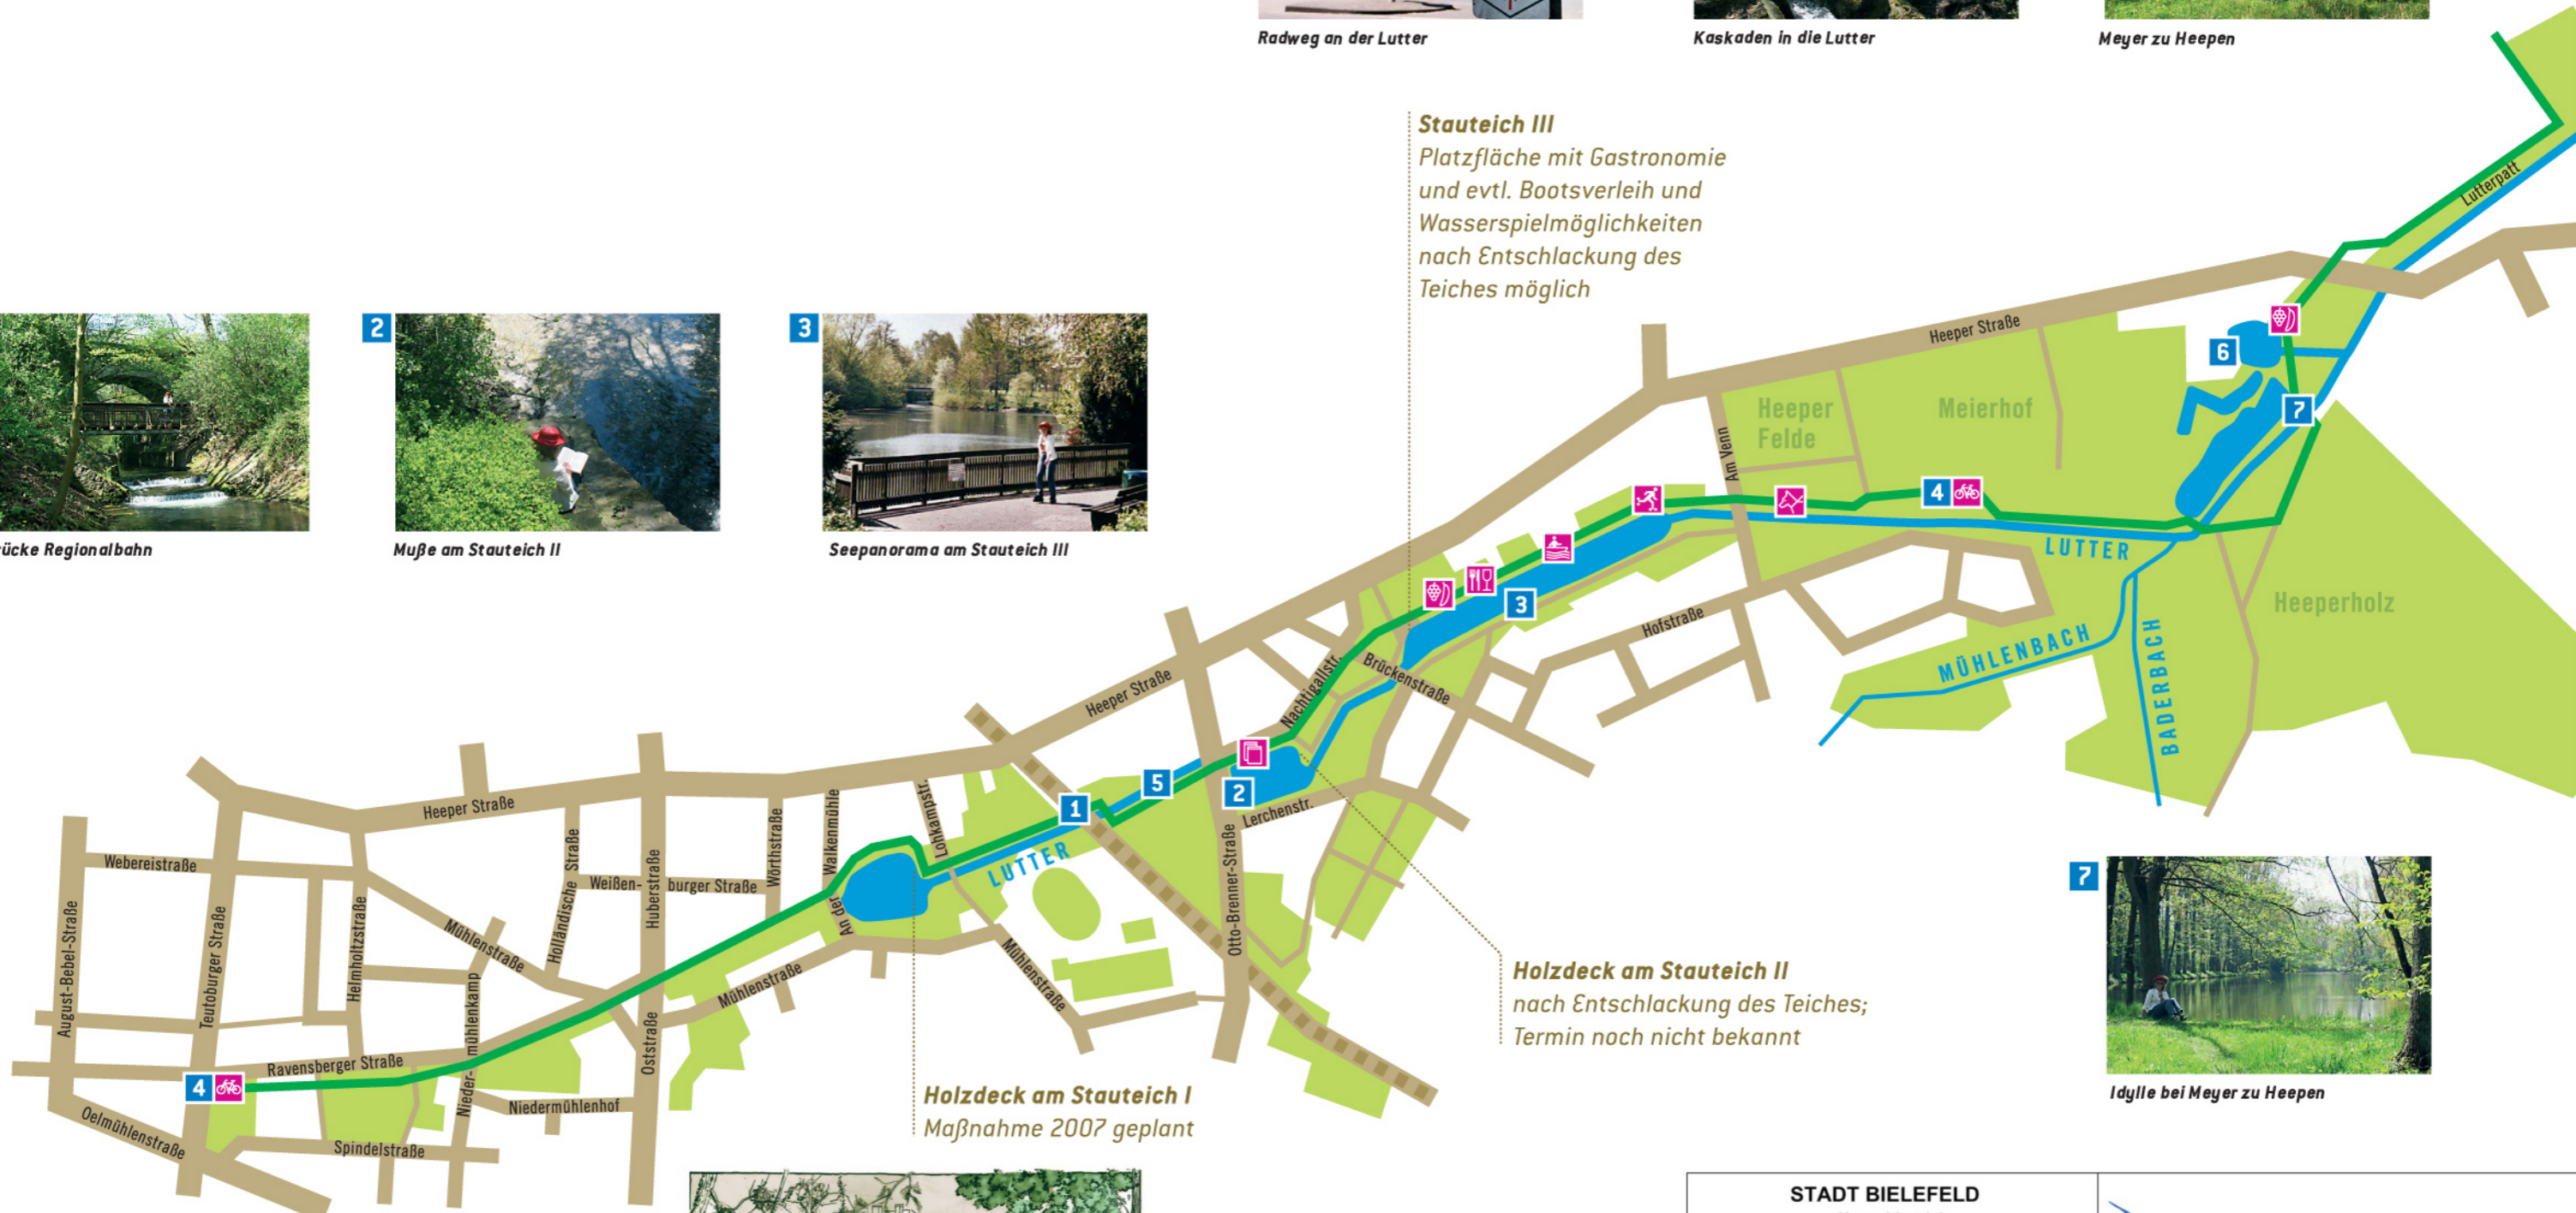 Radweg an der Lutter
Kaskaden in die Lutter
Meyer zu Heepen
Stauteich III
Platzfläche mit Gastronomie
und evtl. Bootsverleih und
Wasserspielmöglichkeiten
nach Entschlackung des
Teiches möglich
Lutterpatt
2
3
ücke Regionalbahn
Muße am Stauteich II
Seepanorama am Stauteich III
Heeper Straße
6
7
Heeper
Felde
Meierhof
Am Venn
4
LUTTER
3
Heeperholz
Hofstraße
MÜHLENBACH
BADERBACH
Brückenstraße
Nachtigallstr.
Heeper Straße
5
1
2
Lerchenstr.
Otto-Brenner-Straße
Heeper Straße
Lohkampstr.
LUTTER
An der Walkenmühle
Wörthstraße
Weißen-
burger Straße
Huberstraße
Holländische Straße
Webereistraße
August-Bebel-Straße
Teutoburger Straße
Helmholtzstraße
Mühlenstraße
Mühlenstraße
Mühlenstraße
Nieder-
mühlenkamp
Oststraße
Ravensberger Straße
4
Niedermühlenhof
Oelmühlenstraße
Spindelstraße
Holzdeck am Stauteich I
Maßnahme 2007 geplant
Holzdeck am Stauteich II
nach Entschlackung des Teiches;
Termin noch nicht bekannt
7
Idylle bei Meyer zu Heepen
STADT BIELEFELD